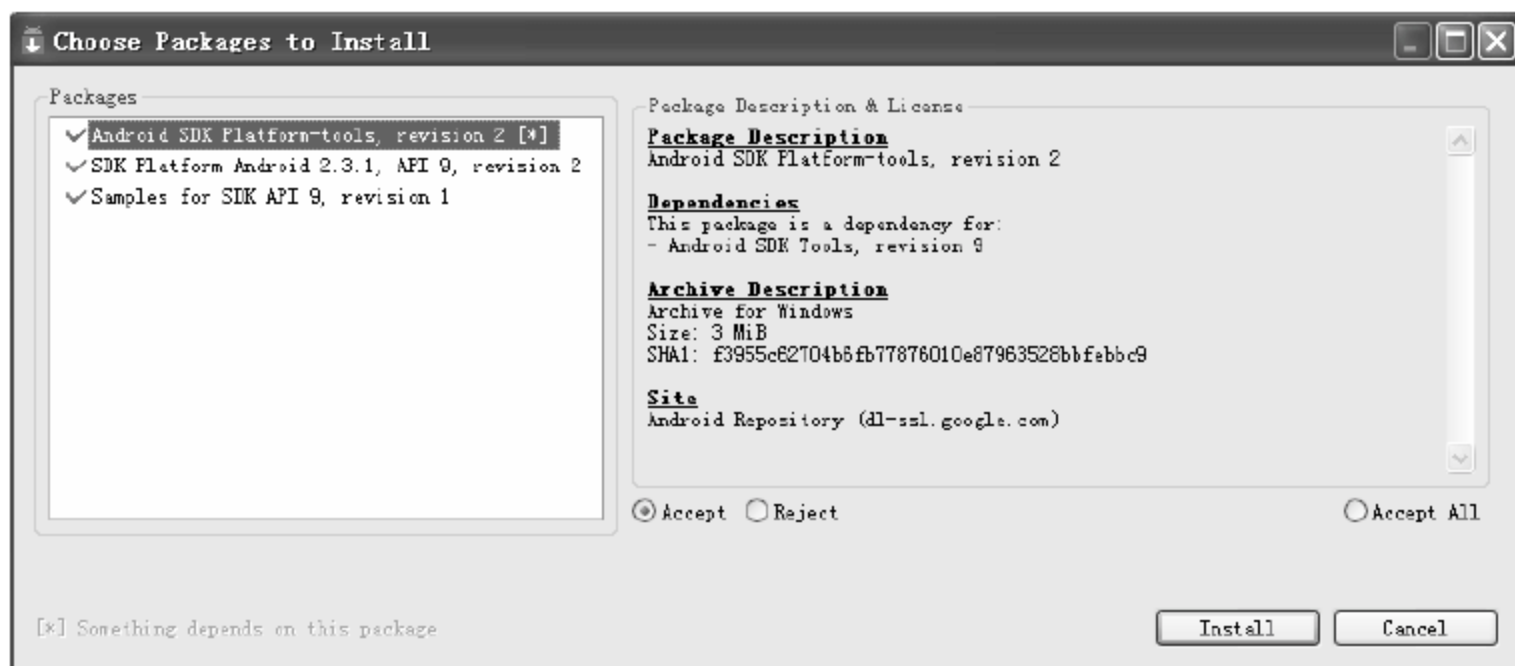 Choose Packages to Install
Packages
Android SDK Platform-tools, revision 2 [*]
SDK Platform Android 2.3.1, API 9, revision 2
Samples for SDK API 9, revision 1
Package Description & License
Package Description
Android SDK Platform-tools, revision 2
Dependencies
This package is a dependency for:
- Android SDK Tools, revision 9
Archive Description
Archive for Windows
Size: 3 MiB
SHA1: f3955c62704b6fb77876010e87963528bbfebbc9
Site
Android Repository (dl-ssl.google.com)
Accept Reject Accept All
[*] Something depends on this package
Install Cancel